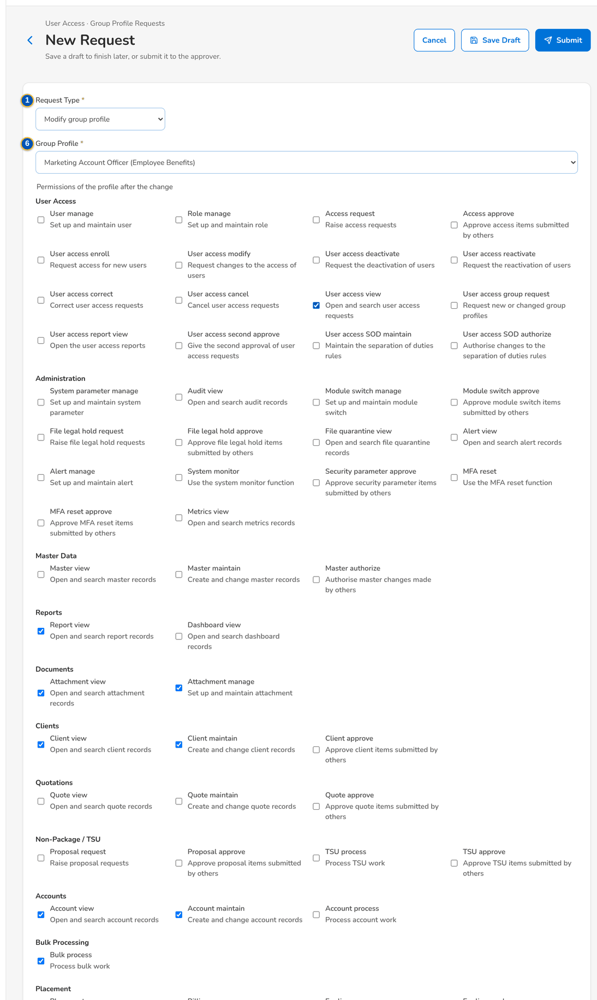 User Access · Group Profile Requests
New Request
Save a draft to finish later, or submit it to the approver.
Cancel
Save Draft
Submit
1
Request Type *
Modify group profile
6
Group Profile *
Marketing Account Officer (Employee Benefits)
Permissions of the profile after the change
User Access
User manage
Set up and maintain user
Role manage
Set up and maintain role
Access request
Raise access requests
Access approve
Approve access items submitted
by others
User access enroll
Request access for new users
User access modify
Request changes to the access of
users
User access deactivate
Request the deactivation of users
User access reactivate
Request the reactivation of users
User access correct
Correct user access requests
User access cancel
Cancel user access requests
User access view
Open and search user access
requests
User access group request
Request new or changed group
profiles
User access report view
Open the user access reports
User access second approve
Give the second approval of user
access requests
User access SOD maintain
Maintain the separation of duties
rules
User access SOD authorize
Authorise changes to the
separation of duties rules
Administration
System parameter manage
Set up and maintain system
parameter
Audit view
Open and search audit records
Module switch manage
Set up and maintain module
switch
Module switch approve
Approve module switch items
submitted by others
File legal hold request
Raise file legal hold requests
File legal hold approve
Approve file legal hold items
submitted by others
File quarantine view
Open and search file quarantine
records
Alert view
Open and search alert records
Alert manage
Set up and maintain alert
System monitor
Use the system monitor function
Security parameter approve
Approve security parameter items
submitted by others
MFA reset
Use the MFA reset function
MFA reset approve
Approve MFA reset items
submitted by others
Metrics view
Open and search metrics records
Master Data
Master view
Open and search master records
Master maintain
Create and change master records
Master authorize
Authorise master changes made
by others
Reports
Report view
Open and search report records
Dashboard view
Open and search dashboard
records
Documents
Attachment view
Open and search attachment
records
Attachment manage
Set up and maintain attachment
Clients
Client view
Open and search client records
Client maintain
Create and change client records
Client approve
Approve client items submitted by
others
Quotations
Quote view
Open and search quote records
Quote maintain
Create and change quote records
Quote approve
Approve quote items submitted by
others
Non-Package / TSU
Proposal request
Raise proposal requests
Proposal approve
Approve proposal items submitted
by others
TSU process
Process TSU work
TSU approve
Approve TSU items submitted by
others
Accounts
Account view
Open and search account records
Account maintain
Create and change account records
Account process
Process account work
Bulk Processing
Bulk process
Process bulk work
Placement